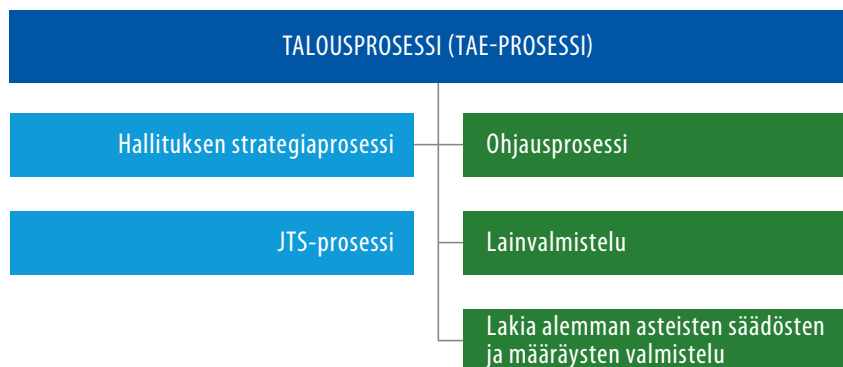 TALOUSPROSESSI (TAE-PROSESSI)
Hallituksen strategiaprosessi
Ohjausprosessi
JTS-prosessi
Lainvalmistelu
Lakia alemman asteisten säädösten
ja määräysten valmistelu